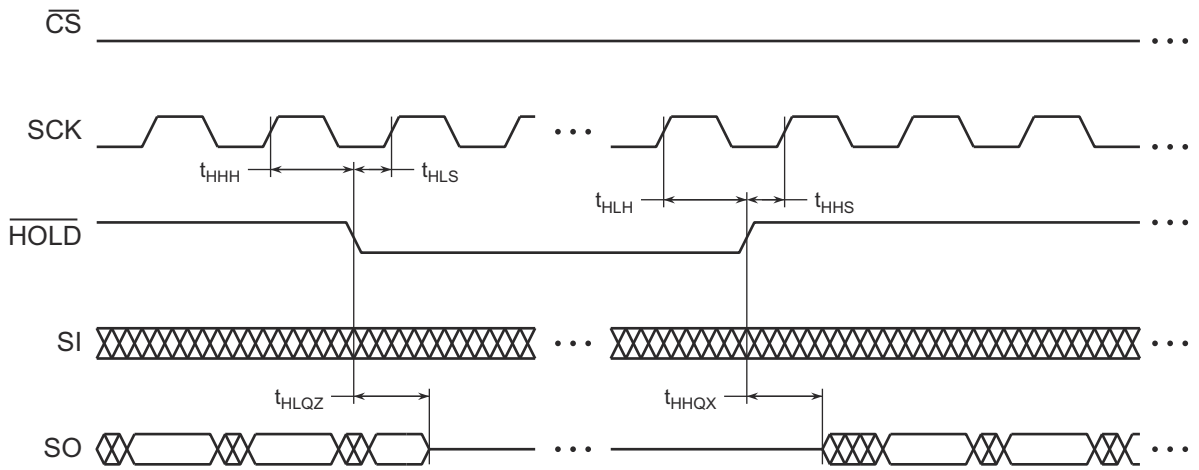 CS
SCK
tHHH
tHLS
tHLH
tHHS
HOLD
SI
tHLQZ
tHHQX
SO